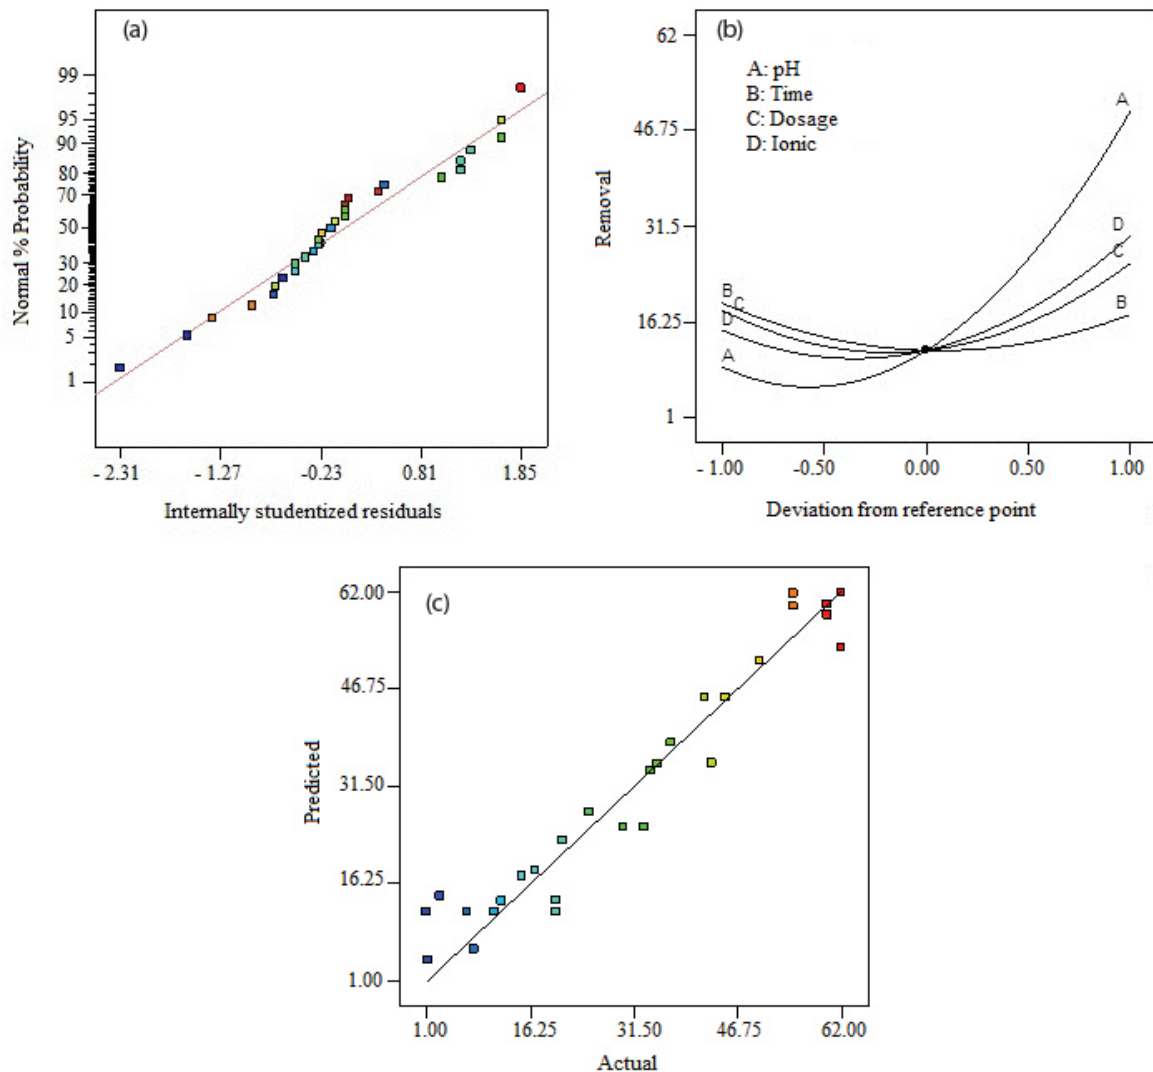 (a)
99
95
90
80
70
50
30
20
10
5
1
Normal % Probability
- 2.31
-1.27
-0.23
0.81
1.85
Internally studentized residuals
(b)
62
46.75
31.5
16.25
1
Removal
A: pH
B: Time
C: Dosage
D: Ionic
A
D
C
B
B
C
D
A
- 1.00
-0.50
0.00
0.50
1.00
Deviation from reference point
(c)
62.00
46.75
31.50
16.25
1.00
Predicted
1.00
16.25
31.50
46.75
62.00
Actual